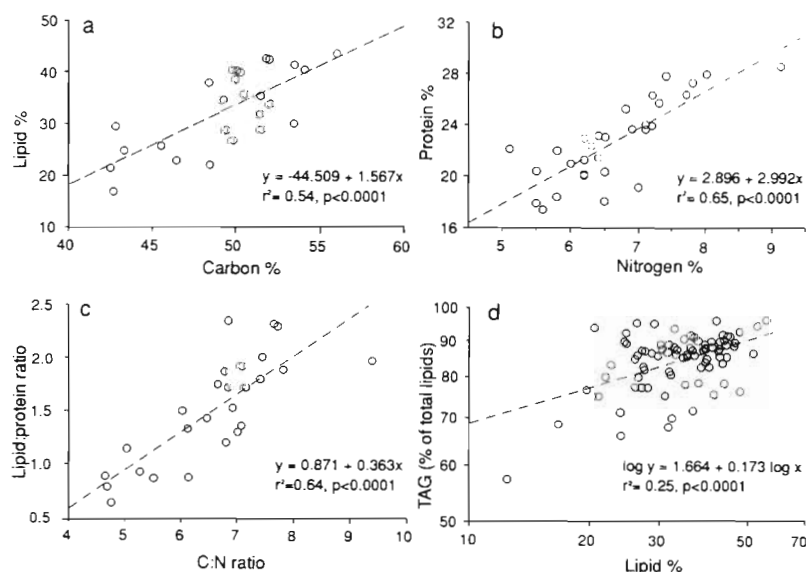 a
50
40
30
20
10
Lipid %
y = -44.509 + 1.567x
r²= 0.54, p<0.0001
40 45 50 55 60
Carbon %
b
32
28
24
20
16
Protein %
y = 2.896 + 2.992x
r²= 0.65, p<0.0001
5 6 7 8 9
Nitrogen %
c
2.5
2.0
1.5
1.0
0.5
Lipid:protein ratio
y = 0.871 + 0.363x
r²=0.64, p<0.0001
4 5 6 7 8 9 10
C:N ratio
d
100
90
80
70
60
50
TAG (% of total lipids)
log y = 1.664 + 0.173 log x
r²= 0.25, p<0.0001
10 20 30 50 70
Lipid %